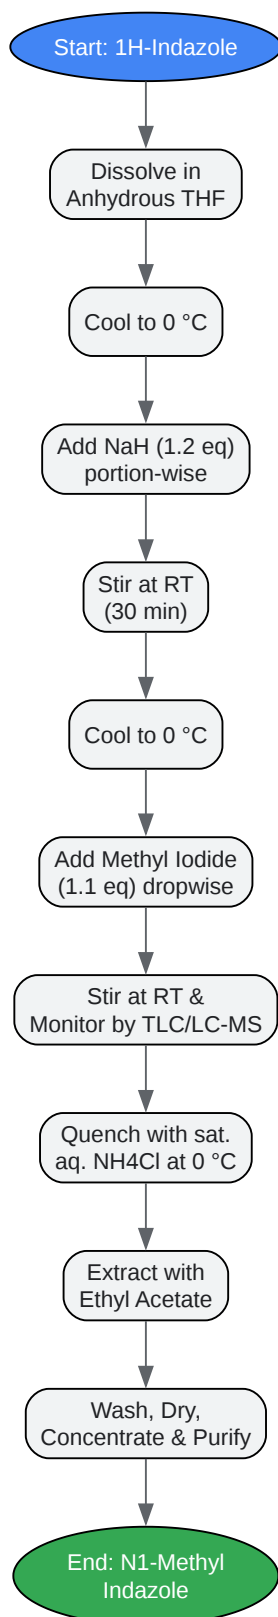 Start: 1H-Indazole
Dissolve in
Anhydrous THF
Cool to 0 °C
Add NaH (1.2 eq)
portion-wise
Stir at RT
(30 min)
Cool to 0 °C
Add Methyl Iodide
(1.1 eq) dropwise
Stir at RT &
Monitor by TLC/LC-MS
Quench with sat.
aq. NH4Cl at 0 °C
Extract with
Ethyl Acetate
Wash, Dry,
Concentrate & Purify
End: N1-Methyl
Indazole